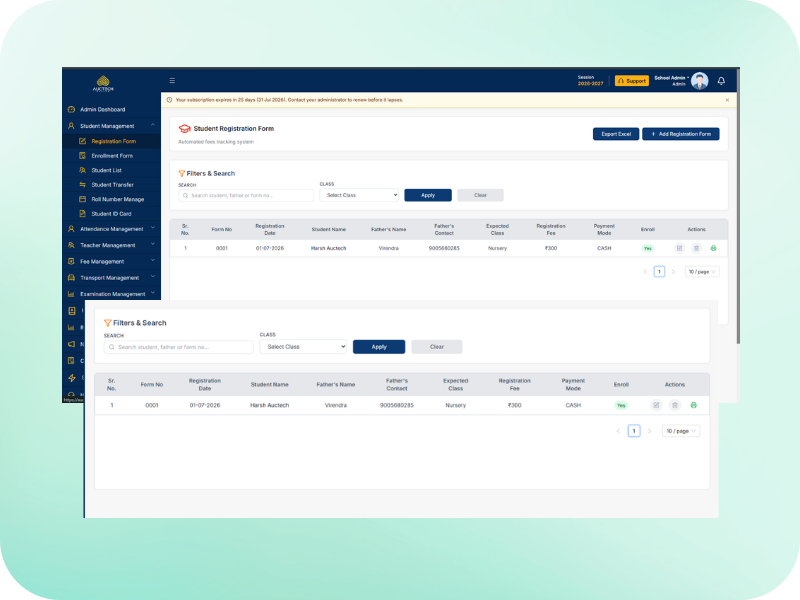 AUCTECH
Session
2026-2027
Support
School Admin
Admin
Your subscription expires in 25 days (31 Jul 2026). Contact your administrator to renew before it lapses.
Admin Dashboard
Student Management
Registration Form
Enrollment Form
Student List
Student Transfer
Roll Number Manage
Student ID Card
Attendance Management
Teacher Management
Fee Management
Transport Management
Examination Management
Student Registration Form
Automated fees tracking system
Export Excel
+ Add Registration Form
Filters & Search
SEARCH
CLASS
Search student, father or form no...
Select Class
Apply
Clear
Sr. No. Form No Registration Date Student Name Father's Name Father's Contact Expected Class Registration Fee Payment Mode Enroll Actions
1 0001 01-07-2026 Harsh Auctech Virendra 9005680285 Nursery ₹300 CASH Yes
< 1 > 10 / page
Filters & Search
SEARCH
CLASS
Search student, father or form no...
Select Class
Apply
Clear
Sr. No. Form No Registration Date Student Name Father's Name Father's Contact Expected Class Registration Fee Payment Mode Enroll Actions
1 0001 01-07-2026 Harsh Auctech Virendra 9005680285 Nursery ₹300 CASH Yes
< 1 > 10 / page